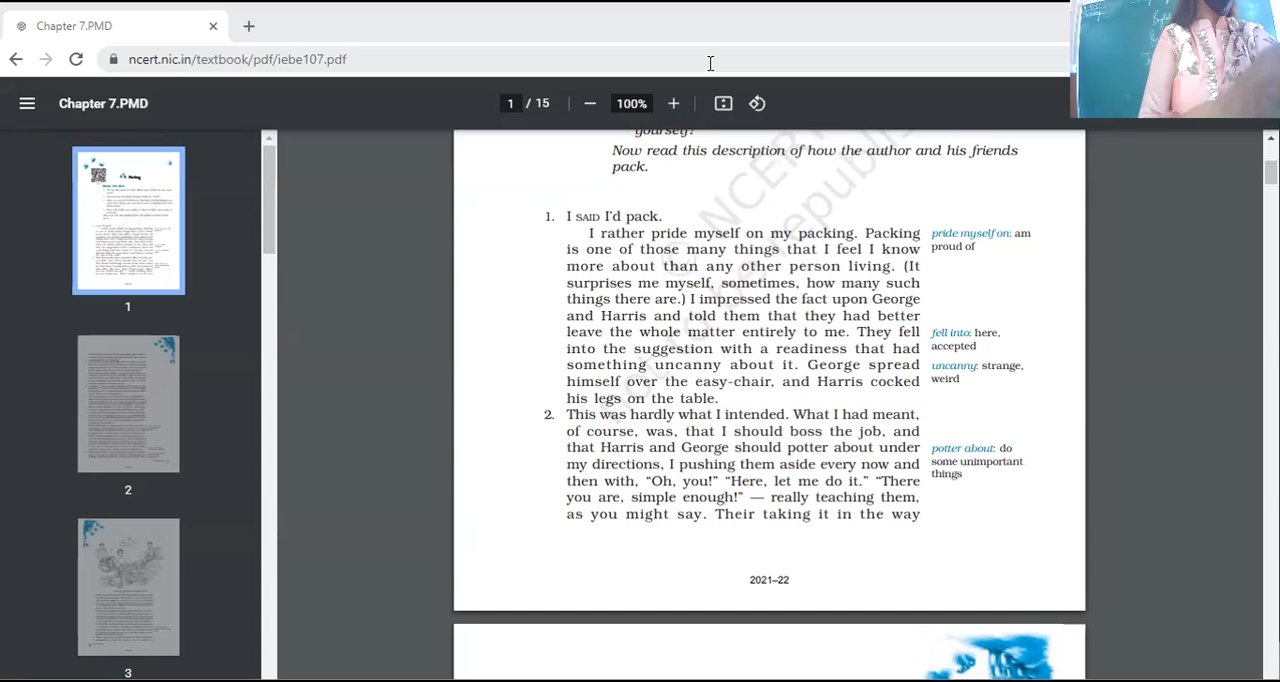 Chapter 7.PMD
ncert.nic.in/textbook/pdf/iebe107.pdf
Chapter 7.PMD
1 / 15
100%
yourself?
Now read this description of how the author and his friends
pack.
1. I SAID I'd pack.
I rather pride myself on my packing. Packing
is one of those many things that I feel I know
more about than any other person living. (It
surprises me myself, sometimes, how many such
things there are.) I impressed the fact upon George
and Harris and told them that they had better
leave the whole matter entirely to me. They fell
into the suggestion with a readiness that had
something uncanny about it. George spread
himself over the easy-chair, and Harris cocked
his legs on the table.
2. This was hardly what I intended. What I had meant,
of course, was, that I should boss the job, and
that Harris and George should potter about under
my directions, I pushing them aside every now and
then with, “Oh, you!” “Here, let me do it.” “There
you are, simple enough!” — really teaching them,
as you might say. Their taking it in the way
pride myself on: am
proud of
fell into: here,
accepted
uncanny: strange,
weird
potter about: do
some unimportant
things
2021–22
Packing
1
2
3
English